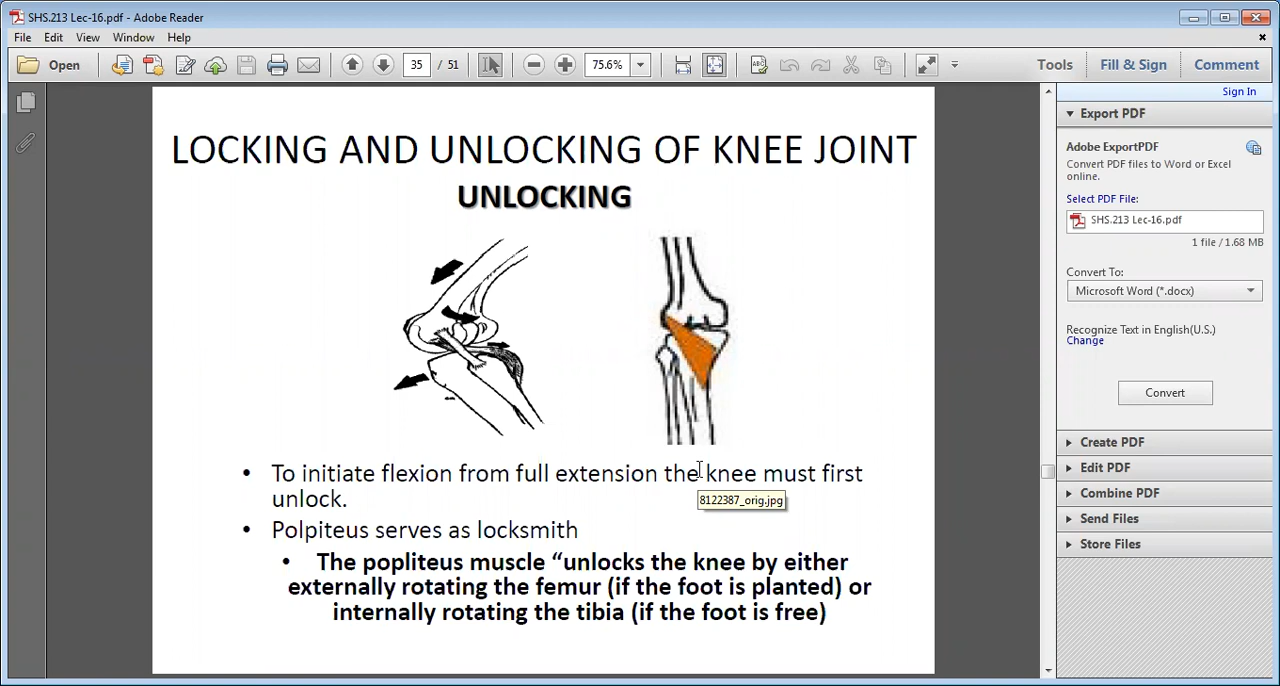 SHS.213 Lec-16.pdf - Adobe Reader
File Edit View Window Help
Open 35 / 51 75.6% Tools Fill & Sign Comment
Sign In
LOCKING AND UNLOCKING OF KNEE JOINT
UNLOCKING
• To initiate flexion from full extension the knee must first
unlock.
8122387_orig.jpg
• Polpiteus serves as locksmith
• The popliteus muscle “unlocks the knee by either
externally rotating the femur (if the foot is planted) or
internally rotating the tibia (if the foot is free)
Export PDF
Adobe ExportPDF
Convert PDF files to Word or Excel
online.
Select PDF File:
SHS.213 Lec-16.pdf
1 file / 1.68 MB
Convert To:
Microsoft Word (*.docx)
Recognize Text in English(U.S.)
Change
Convert
Create PDF
Edit PDF
Combine PDF
Send Files
Store Files